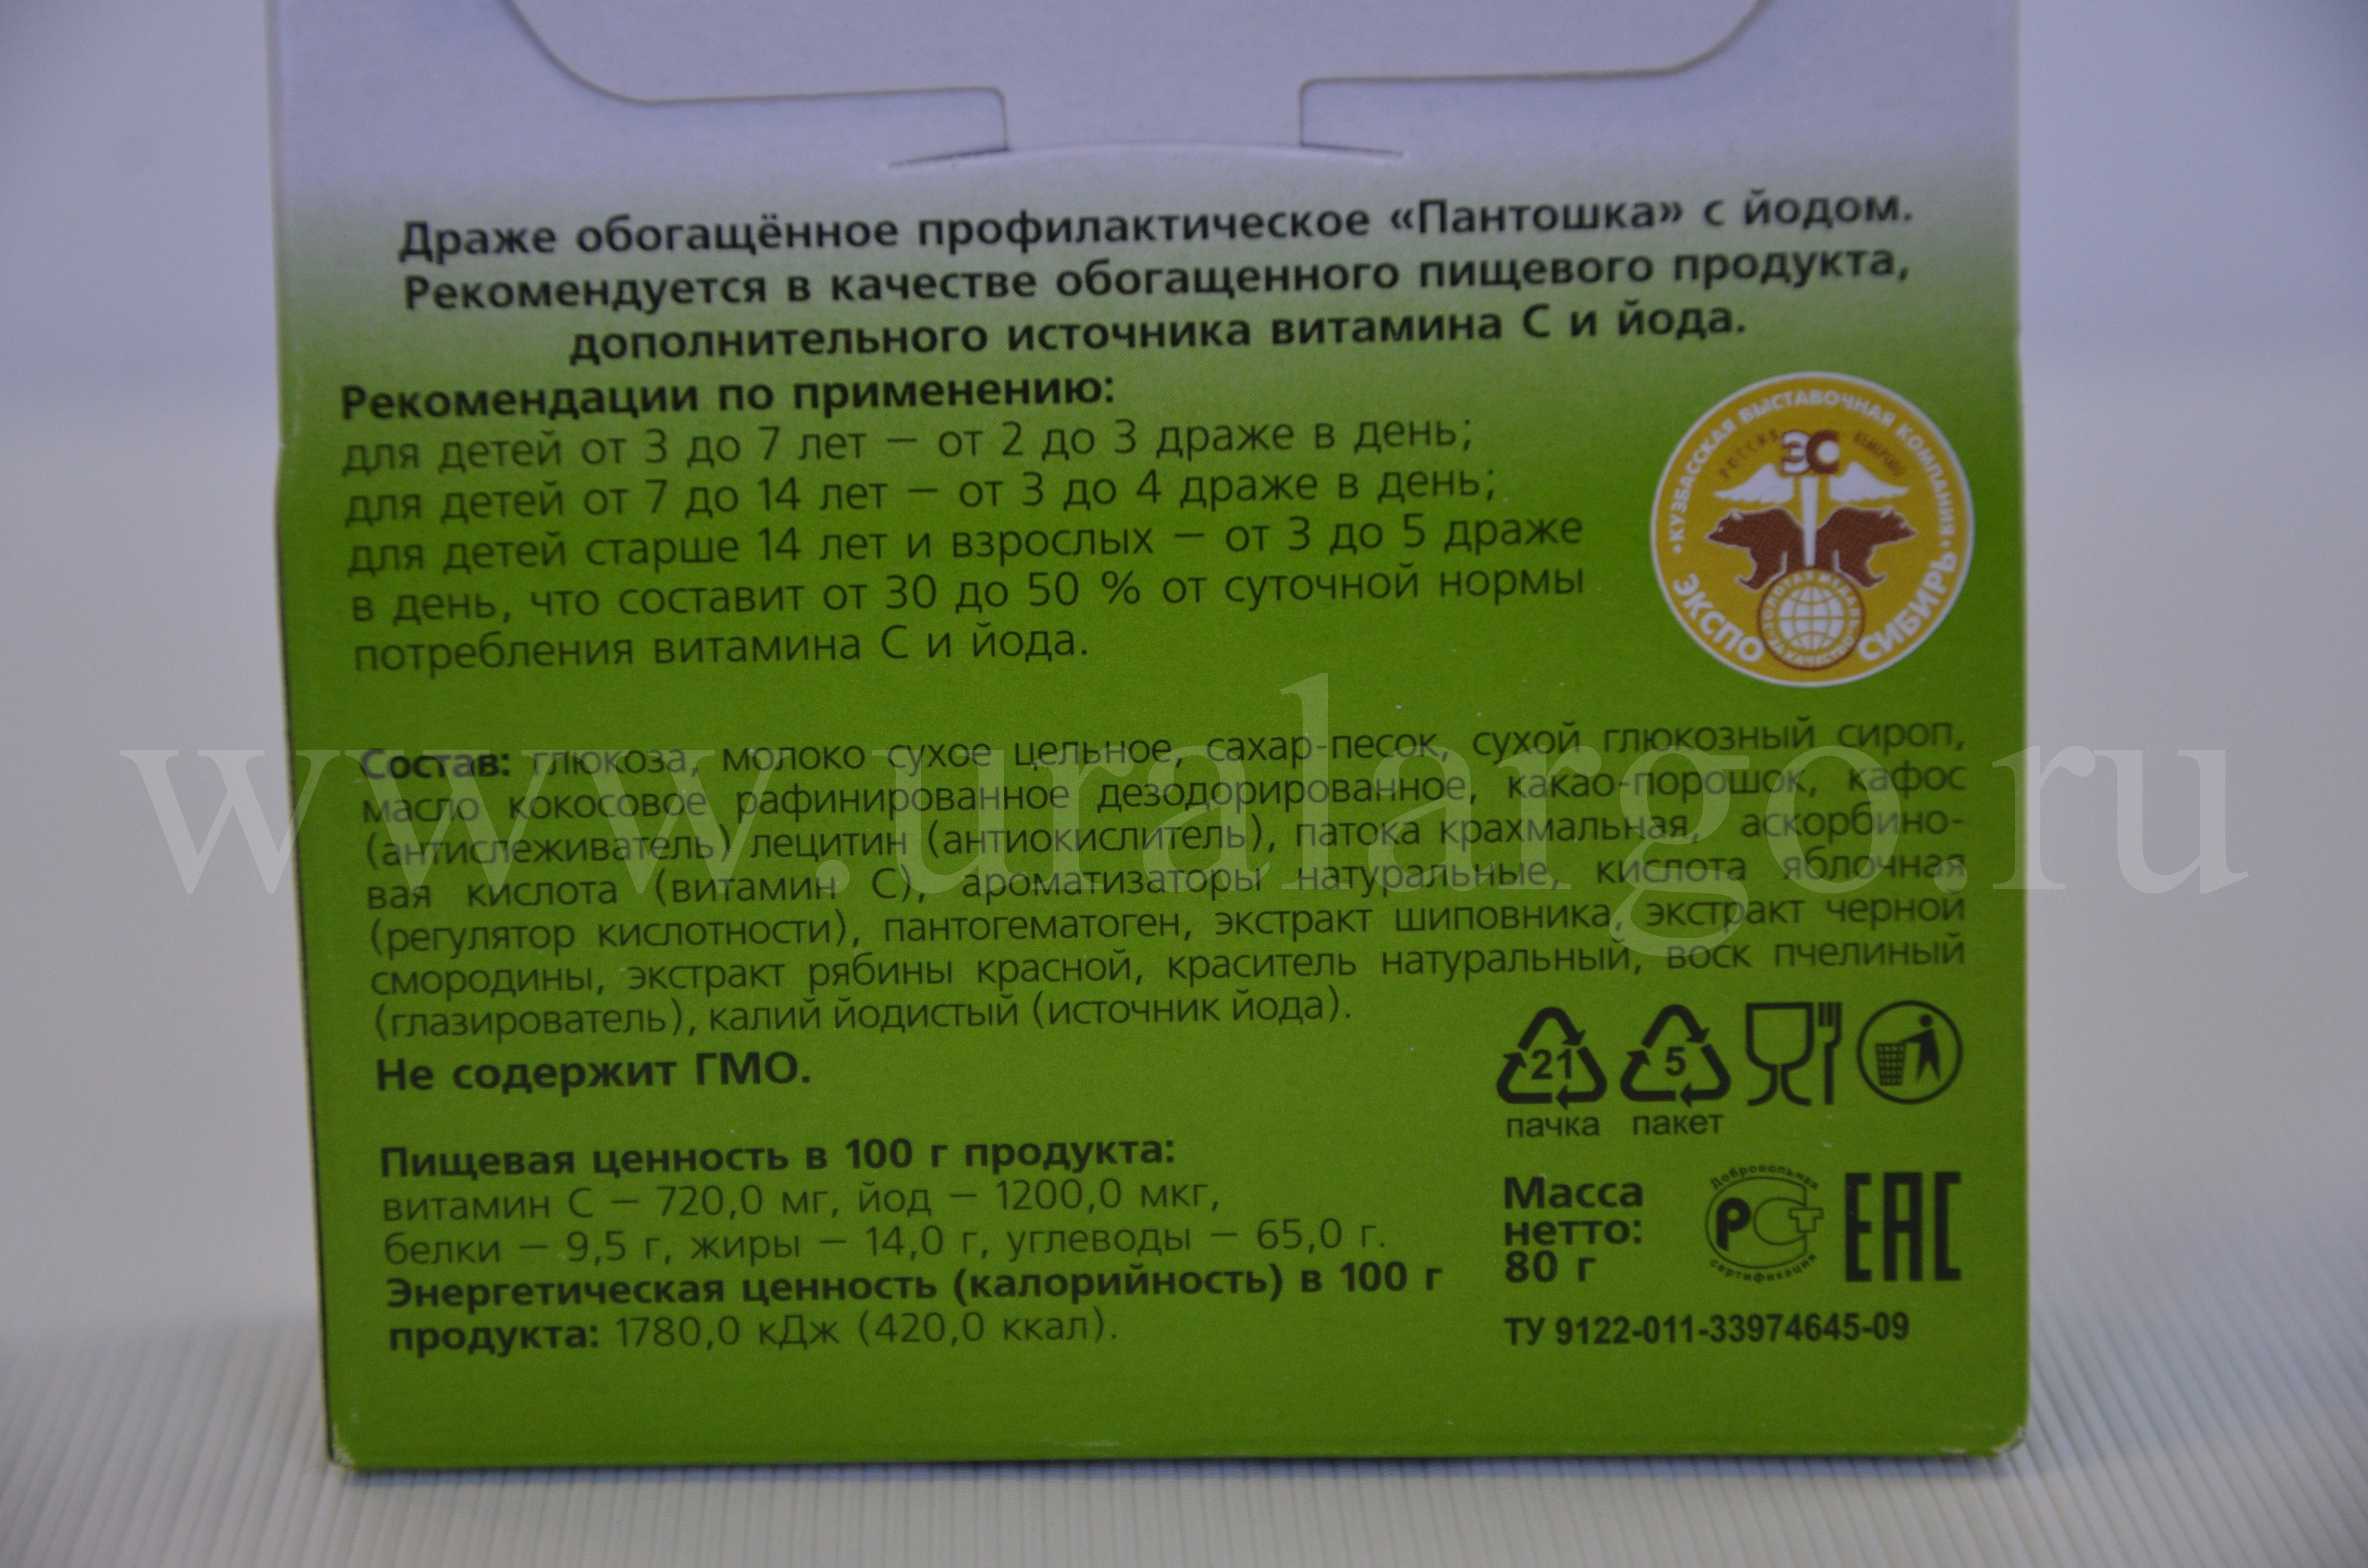 Драже обогащённое профилактическое «Пантошка» с йодом.
Рекомендуется в качестве обогащенного пищевого продукта,
дополнительного источника витамина С и йода.
Рекомендации по применению:
для детей от 3 до 7 лет — от 2 до 3 драже в день;
для детей от 7 до 14 лет — от 3 до 4 драже в день;
для детей старше 14 лет и взрослых — от 3 до 5 драже
в день, что составит от 30 до 50 % от суточной нормы
потребления витамина С и йода.
•КУЗБАССКАЯ ВЫСТАВОЧНАЯ КОМПАНИЯ•
РОССИЯ КЕМЕРОВО
ЭС
ЗОЛОТАЯ МЕДАЛЬ
ЗА КАЧЕСТВО
ЭКСПО СИБИРЬ
www.uralargo.ru
Состав: глюкоза, молоко сухое цельное, сахар-песок, сухой глюкозный сироп,
масло кокосовое рафинированное дезодорированное, какао-порошок, кафос
(антислеживатель) лецитин (антиокислитель), патока крахмальная, аскорбино-
вая кислота (витамин С), ароматизаторы натуральные, кислота яблочная
(регулятор кислотности), пантогематоген, экстракт шиповника, экстракт черной
смородины, экстракт рябины красной, краситель натуральный, воск пчелиный
(глазирователь), калий йодистый (источник йода).
Не содержит ГМО.
21 5
пачка пакет
Пищевая ценность в 100 г продукта:
витамин С — 720,0 мг, йод — 1200,0 мкг,
белки — 9,5 г, жиры — 14,0 г, углеводы — 65,0 г.
Энергетическая ценность (калорийность) в 100 г
продукта: 1780,0 кДж (420,0 ккал).
Масса
нетто:
80 г
Добровольная
РСТ
сертификация
ЕАС
ТУ 9122-011-33974645-09